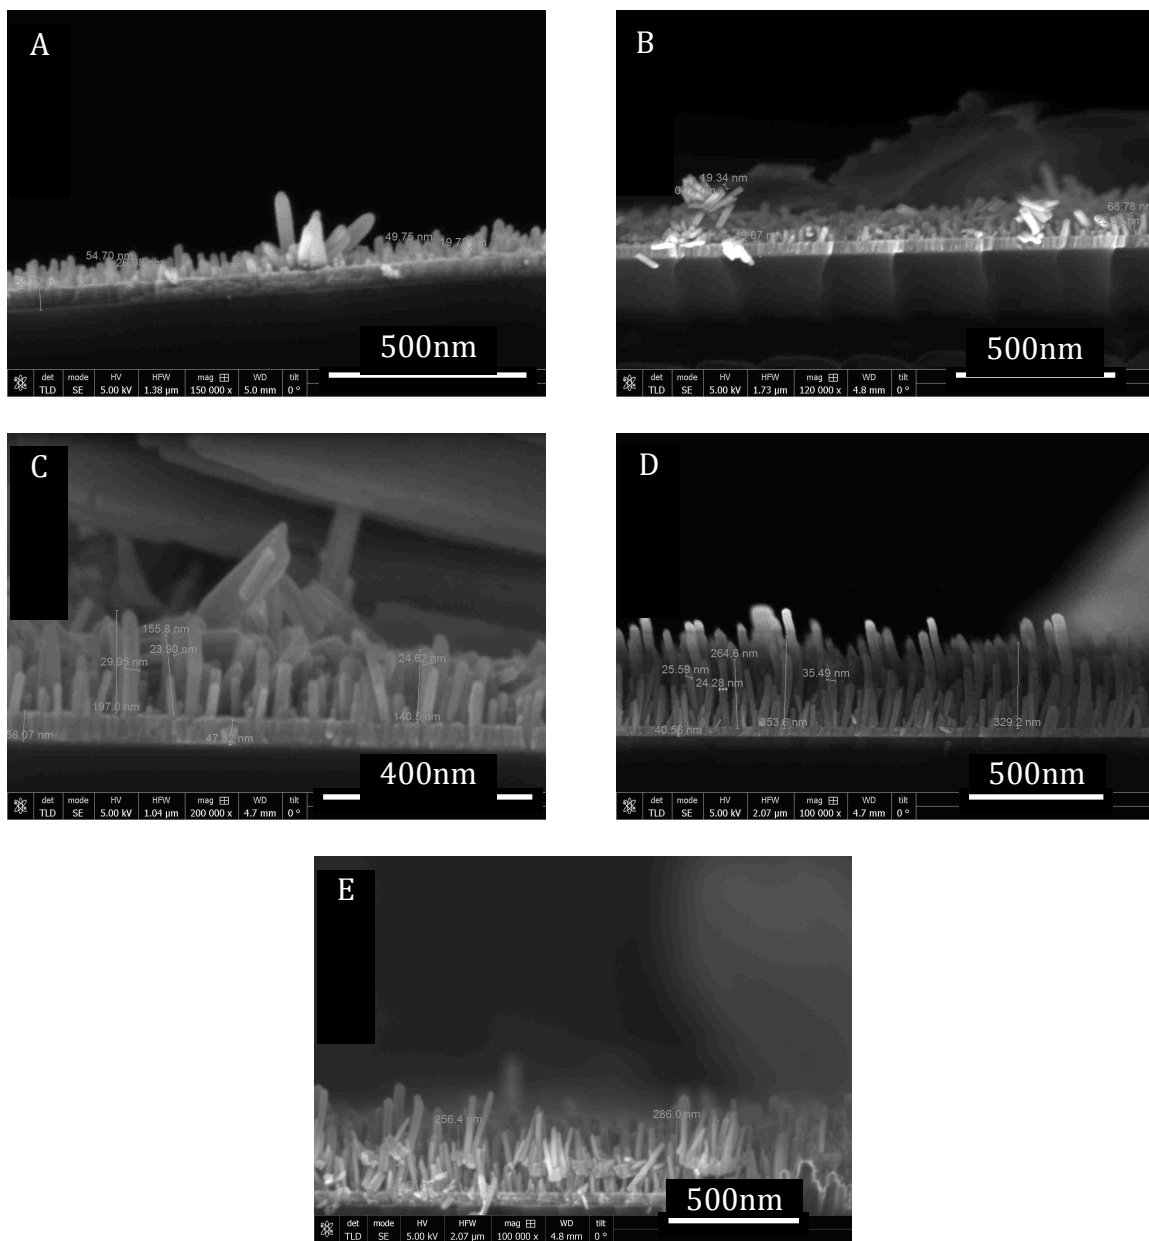 A
54.70 nm
26.98 nm
49.75 nm
19.78
500nm
det mode HV HFW mag WD tilt
TLD SE 5.00 kV 1.38 µm 150 000 x 5.0 mm 0 °
B
19.34 nm
68.78 nm
500nm
det mode HV HFW mag WD tilt
TLD SE 5.00 kV 1.73 µm 120 000 x 4.8 mm 0 °
C
155.8 nm
23.90 nm
29.95 nm
24.62 nm
197.0 nm
140.5 nm
58.07 nm
47.52 nm
400nm
det mode HV HFW mag WD tilt
TLD SE 5.00 kV 1.04 µm 200 000 x 4.7 mm 0 °
D
264.6 nm
25.59 nm
35.49 nm
24.28 nm
353.6 nm
329.2 nm
40.56 nm
500nm
det mode HV HFW mag WD tilt
TLD SE 5.00 kV 2.07 µm 100 000 x 4.7 mm 0 °
E
256.4 nm
286.0 nm
500nm
det mode HV HFW mag WD tilt
TLD SE 5.00 kV 2.07 µm 100 000 x 4.8 mm 0 °